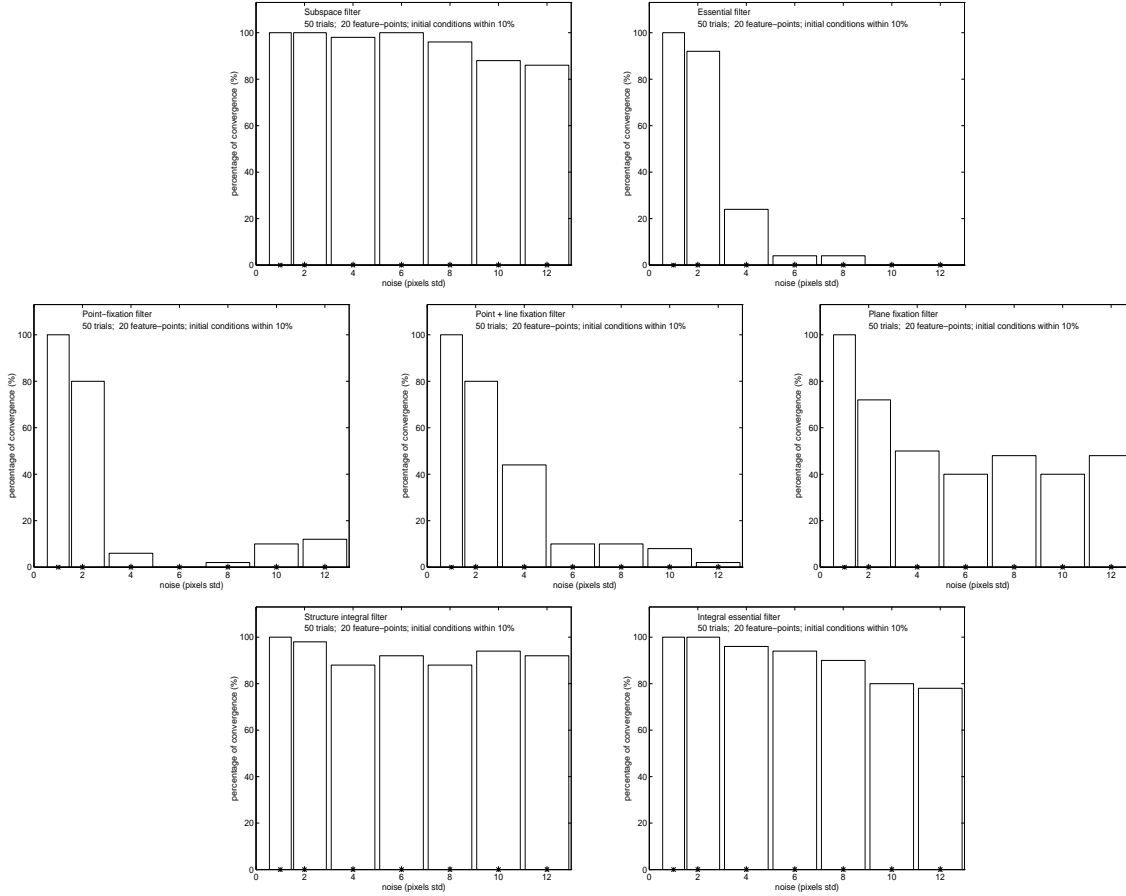 Subspace filter
50 trials; 20 feature-points; initial conditions within 10%
percentage of convergence (%)
100
80
60
40
20
0
0 2 4 6 8 10 12
noise (pixels std)
Essential filter
50 trials; 20 feature-points; initial conditions within 10%
percentage of convergence (%)
100
80
60
40
20
0
0 2 4 6 8 10 12
noise (pixels std)
Point-fixation filter
50 trials; 20 feature-points; initial conditions within 10%
percentage of convergence (%)
100
80
60
40
20
0
0 2 4 6 8 10 12
noise (pixels std)
Point + line fixation filter
50 trials; 20 feature-points; initial conditions within 10%
percentage of convergence (%)
100
80
60
40
20
0
0 2 4 6 8 10 12
noise (pixels std)
Plane fixation filter
50 trials; 20 feature-points; initial conditions within 10%
percentage of convergence (%)
100
80
60
40
20
0
0 2 4 6 8 10 12
noise (pixels std)
Structure integral filter
50 trials; 20 feature-points; initial conditions within 10%
percentage of convergence (%)
100
80
60
40
20
0
0 2 4 6 8 10 12
noise (pixels std)
Integral essential filter
50 trials; 20 feature-points; initial conditions within 10%
percentage of convergence (%)
100
80
60
40
20
0
0 2 4 6 8 10 12
noise (pixels std)